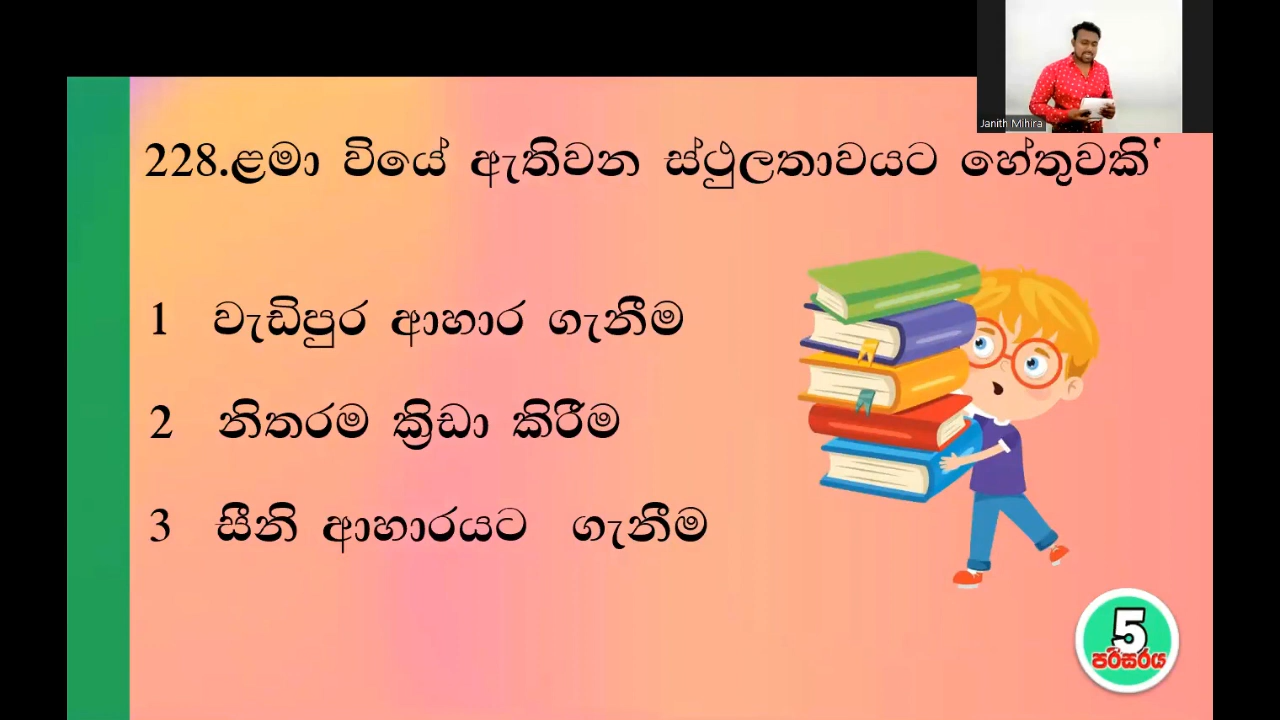 Janith Mihira
228.ළමා වියේ ඇතිවන ස්ථුලතාවයට හේතුවකි
1 වැඩිපුර ආහාර ගැනීම
2 නිතරම ක්‍රිඩා කිරීම
3 සීනි ආහාරයට ගැනීම
5
පරිසරය